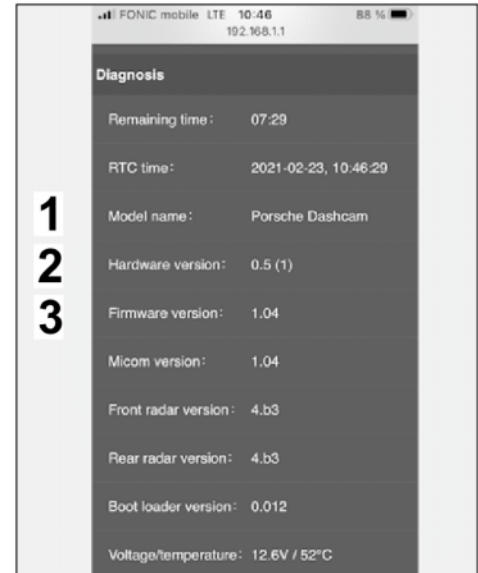 FONIC mobile LTE 10:46 88 %
192.168.1.1
Diagnosis
Remaining time: 07:29
RTC time: 2021-02-23, 10:46:29
1 Model name: Porsche Dashcam
2 Hardware version: 0.5 (1)
3 Firmware version: 1.04
Micom version: 1.04
Front radar version: 4.b3
Rear radar version: 4.b3
Boot loader version: 0.012
Voltage/temperature: 12.6V / 52°C